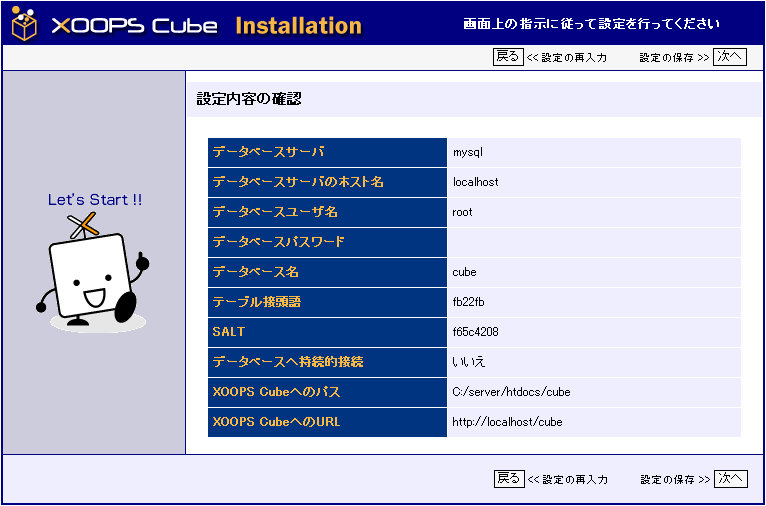 XOOPS Cube Installation 画面上の指示に従って設定を行ってください
戻る << 設定の再入力 設定の保存 >> 次へ
設定内容の確認
Let's Start !!
データベースサーバ mysql
データベースサーバのホスト名 localhost
データベースユーザ名 root
データベースパスワード
データベース名 cube
テーブル接頭語 fb22fb
SALT f65c4208
データベースへ持続的接続 いいえ
XOOPS Cubeへのパス C:/server/htdocs/cube
XOOPS CubeへのURL http://localhost/cube
戻る << 設定の再入力 設定の保存 >> 次へ